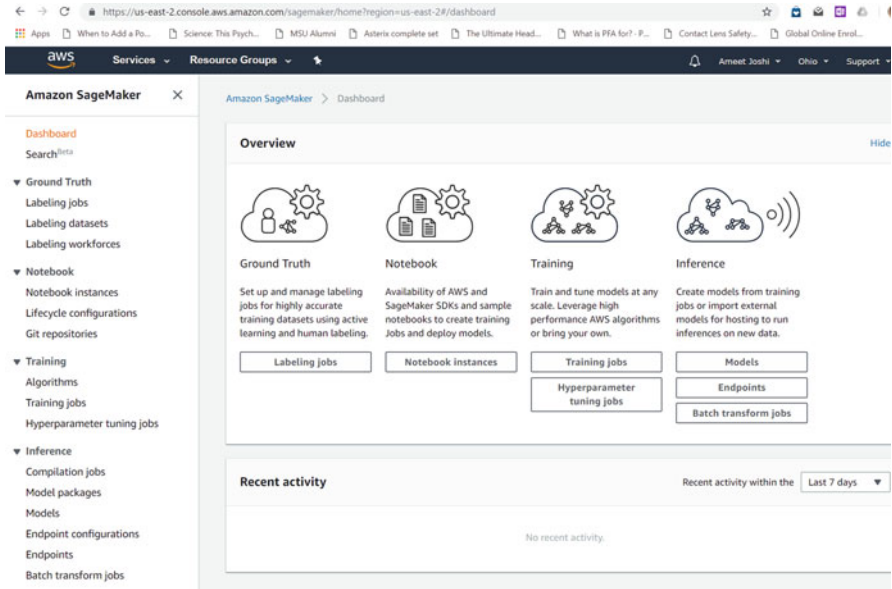 https://us-east-2.console.aws.amazon.com/sagemaker/home?region=us-east-2#/dashboard
Apps When to Add a Po... Science: This Psych... MSU Alumni Asterix complete set The Ultimate Head... What is PFA for? - P... Contact Lens Safety... Global Online Enrol...
aws Services Resource Groups Ameet Joshi Ohio Support
Amazon SageMaker
Dashboard
Search Beta
Ground Truth
Labeling jobs
Labeling datasets
Labeling workforces
Notebook
Notebook instances
Lifecycle configurations
Git repositories
Training
Algorithms
Training jobs
Hyperparameter tuning jobs
Inference
Compilation jobs
Model packages
Models
Endpoint configurations
Endpoints
Batch transform jobs
Amazon SageMaker > Dashboard
Overview Hide
Ground Truth
Set up and manage labeling
jobs for highly accurate
training datasets using active
learning and human labeling.
Labeling jobs
Notebook
Availability of AWS and
SageMaker SDKs and sample
notebooks to create training
Jobs and deploy models.
Notebook instances
Training
Train and tune models at any
scale. Leverage high
performance AWS algorithms
or bring your own.
Training jobs
Hyperparameter
tuning jobs
Inference
Create models from training
jobs or import external
models for hosting to run
inferences on new data.
Models
Endpoints
Batch transform jobs
Recent activity Recent activity within the Last 7 days
No recent activity.